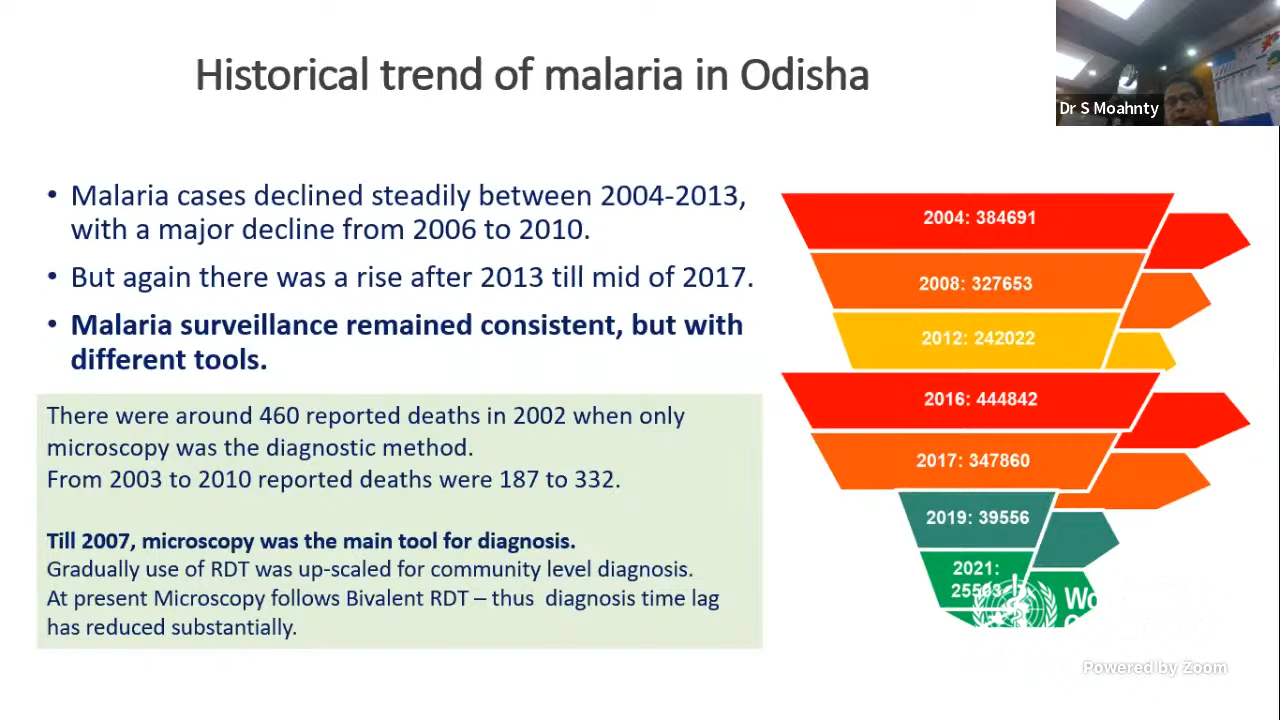 Historical trend of malaria in Odisha
Dr S Moahnty
• Malaria cases declined steadily between 2004-2013,
with a major decline from 2006 to 2010.
• But again there was a rise after 2013 till mid of 2017.
• Malaria surveillance remained consistent, but with
different tools.
There were around 460 reported deaths in 2002 when only
microscopy was the diagnostic method.
From 2003 to 2010 reported deaths were 187 to 332.
Till 2007, microscopy was the main tool for diagnosis.
Gradually use of RDT was up-scaled for community level diagnosis.
At present Microscopy follows Bivalent RDT – thus diagnosis time lag
has reduced substantially.
2004: 384691
2008: 327653
2012: 242022
2016: 444842
2017: 347860
2019: 39556
2021:
25503
Powered by Zoom